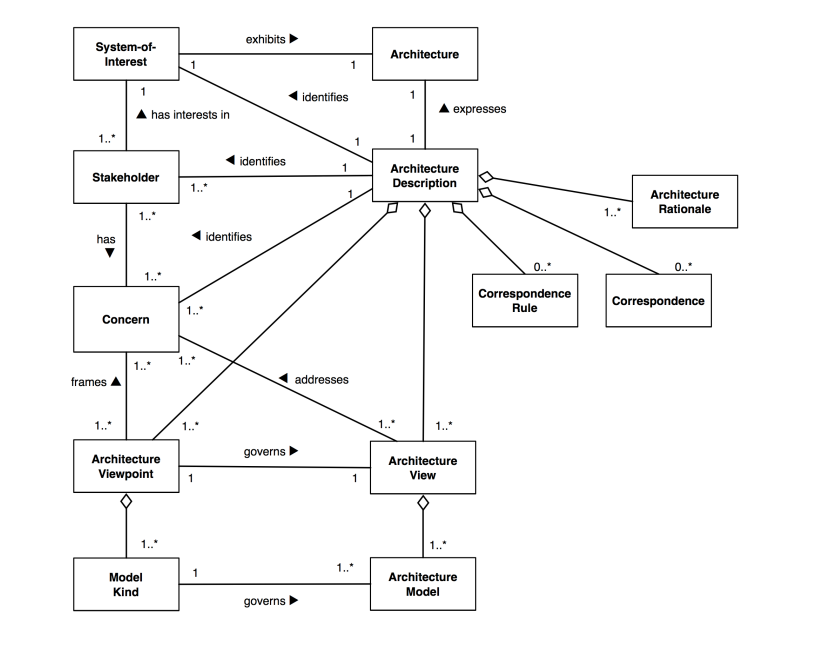 System-of-
Interest
exhibits ▶
1
1
Architecture
1
◀ identifies
1
▲ has interests in
▲ expresses
1..*
1
1
Stakeholder
◀ identifies
1
1..*
Architecture
Description
1
Architecture
Rationale
1..*
1..*
has
▼
◀ identifies
1..*
0..*
0..*
Concern
1..*
Correspondence
Rule
Correspondence
1..*
1..*
frames ▲
◀ addresses
1..*
1..*
1..*
1..*
Architecture
Viewpoint
governs ▶
1
1
Architecture
View
1..*
1..*
Model
Kind
1
1..*
governs ▶
Architecture
Model